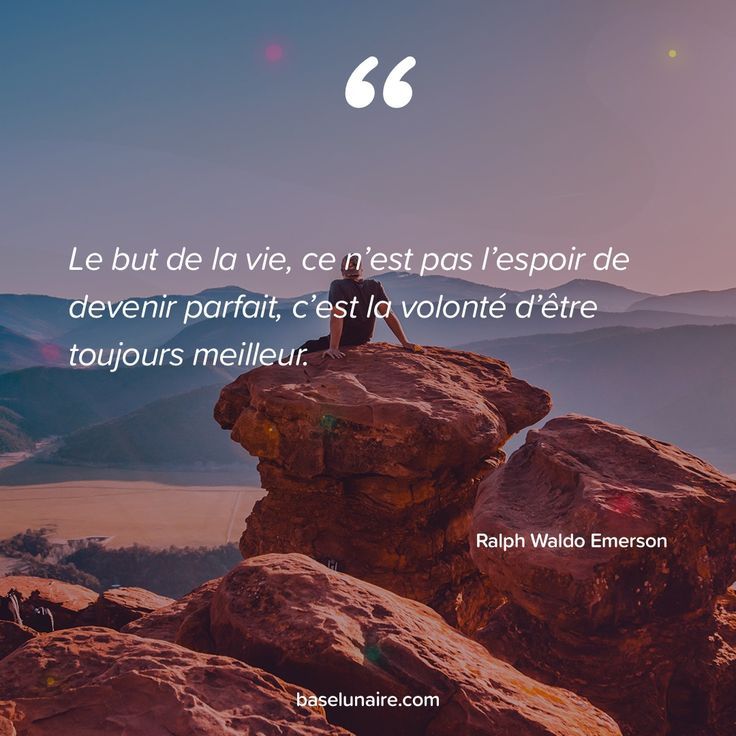 “
Le but de la vie, ce n’est pas l’espoir de
devenir parfait, c’est la volonté d’être
toujours meilleur.
Ralph Waldo Emerson
baselunaire.com